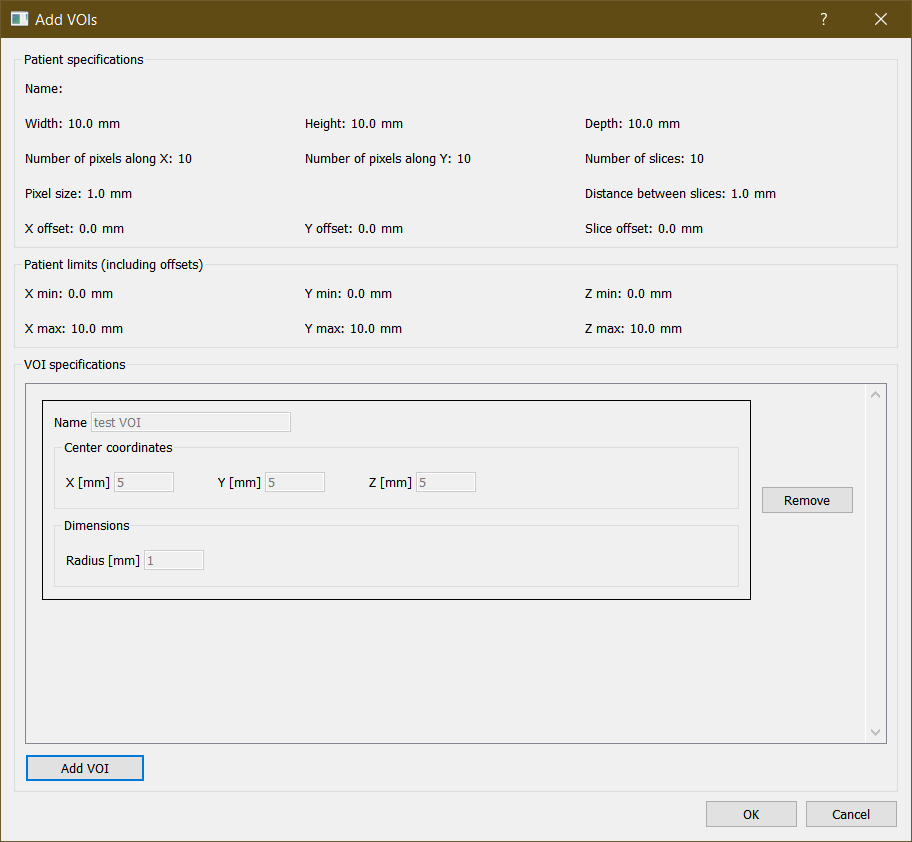 Add VOIs ?
Patient specifications
Name:
Width: 10.0 mm Height: 10.0 mm Depth: 10.0 mm
Number of pixels along X: 10 Number of pixels along Y: 10 Number of slices: 10
Pixel size: 1.0 mm Distance between slices: 1.0 mm
X offset: 0.0 mm Y offset: 0.0 mm Slice offset: 0.0 mm
Patient limits (including offsets)
X min: 0.0 mm Y min: 0.0 mm Z min: 0.0 mm
X max: 10.0 mm Y max: 10.0 mm Z max: 10.0 mm
VOI specifications
Name test VOI
Center coordinates
X [mm] 5 Y [mm] 5 Z [mm] 5
Remove
Dimensions
Radius [mm] 1
Add VOI
OK Cancel